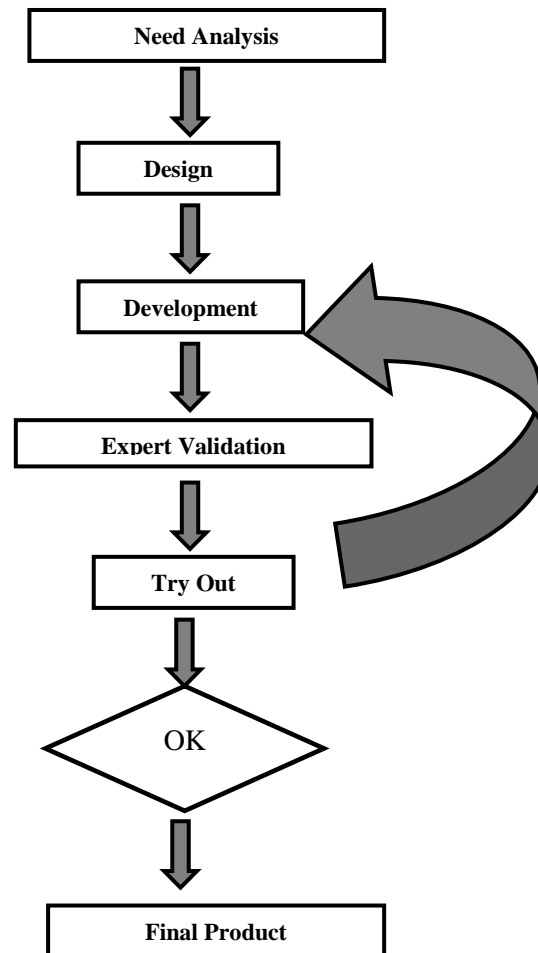 Need Analysis
Design
Development
Expert Validation
Try Out
OK
Final Product